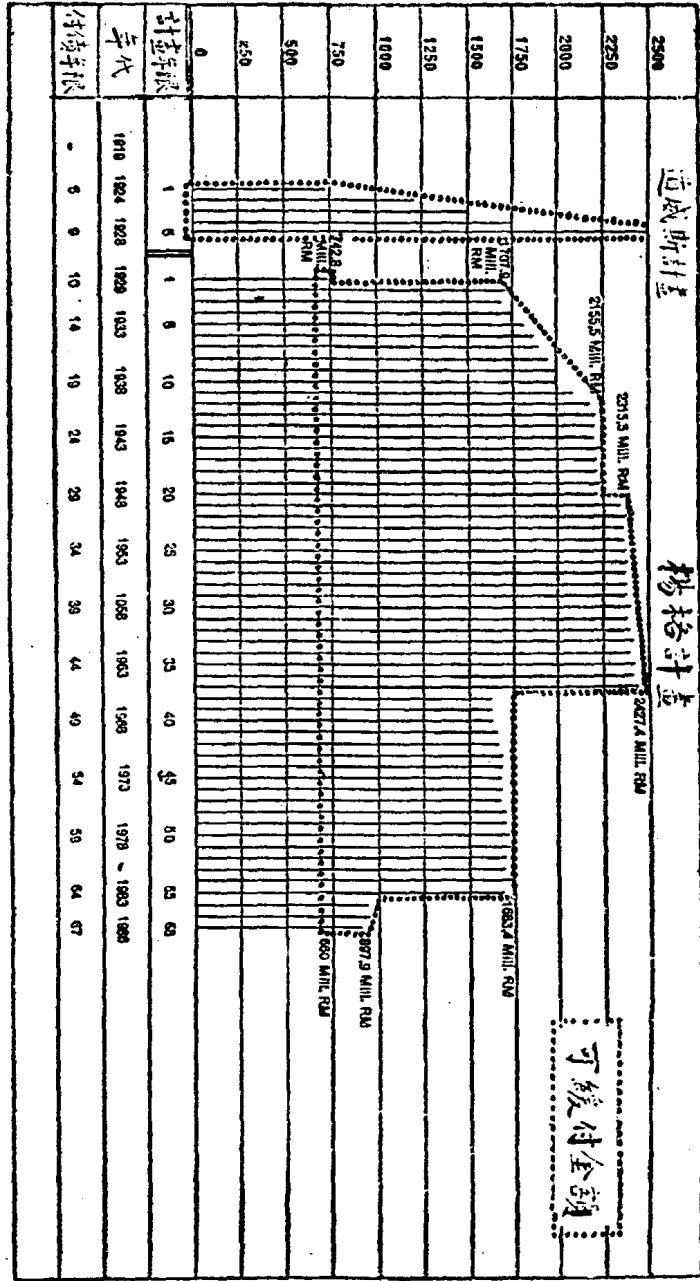 道威斯計畫
楊格計畫
可緩付金額
2500
2250
2000
1750
1500
1250
1000
750
500
250
0
2155.5 Mill. RM
2315.3 Mill. RM
2427.4 Mill. RM
742.8 Mill. RM
1707.9 Mill. RM
1683.4 Mill. RM
897.9 Mill. RM
660 Mill. RM
計畫年限 1 5 1 5 10 15 20 25 30 35 40 45 50 55 58
年代 1919 1924 1928 1929 1933 1938 1943 1948 1953 1958 1963 1968 1973 1978 ~ 1983 1986
付債年限 - 6 9 10 14 19 24 29 34 39 44 49 54 59 64 67